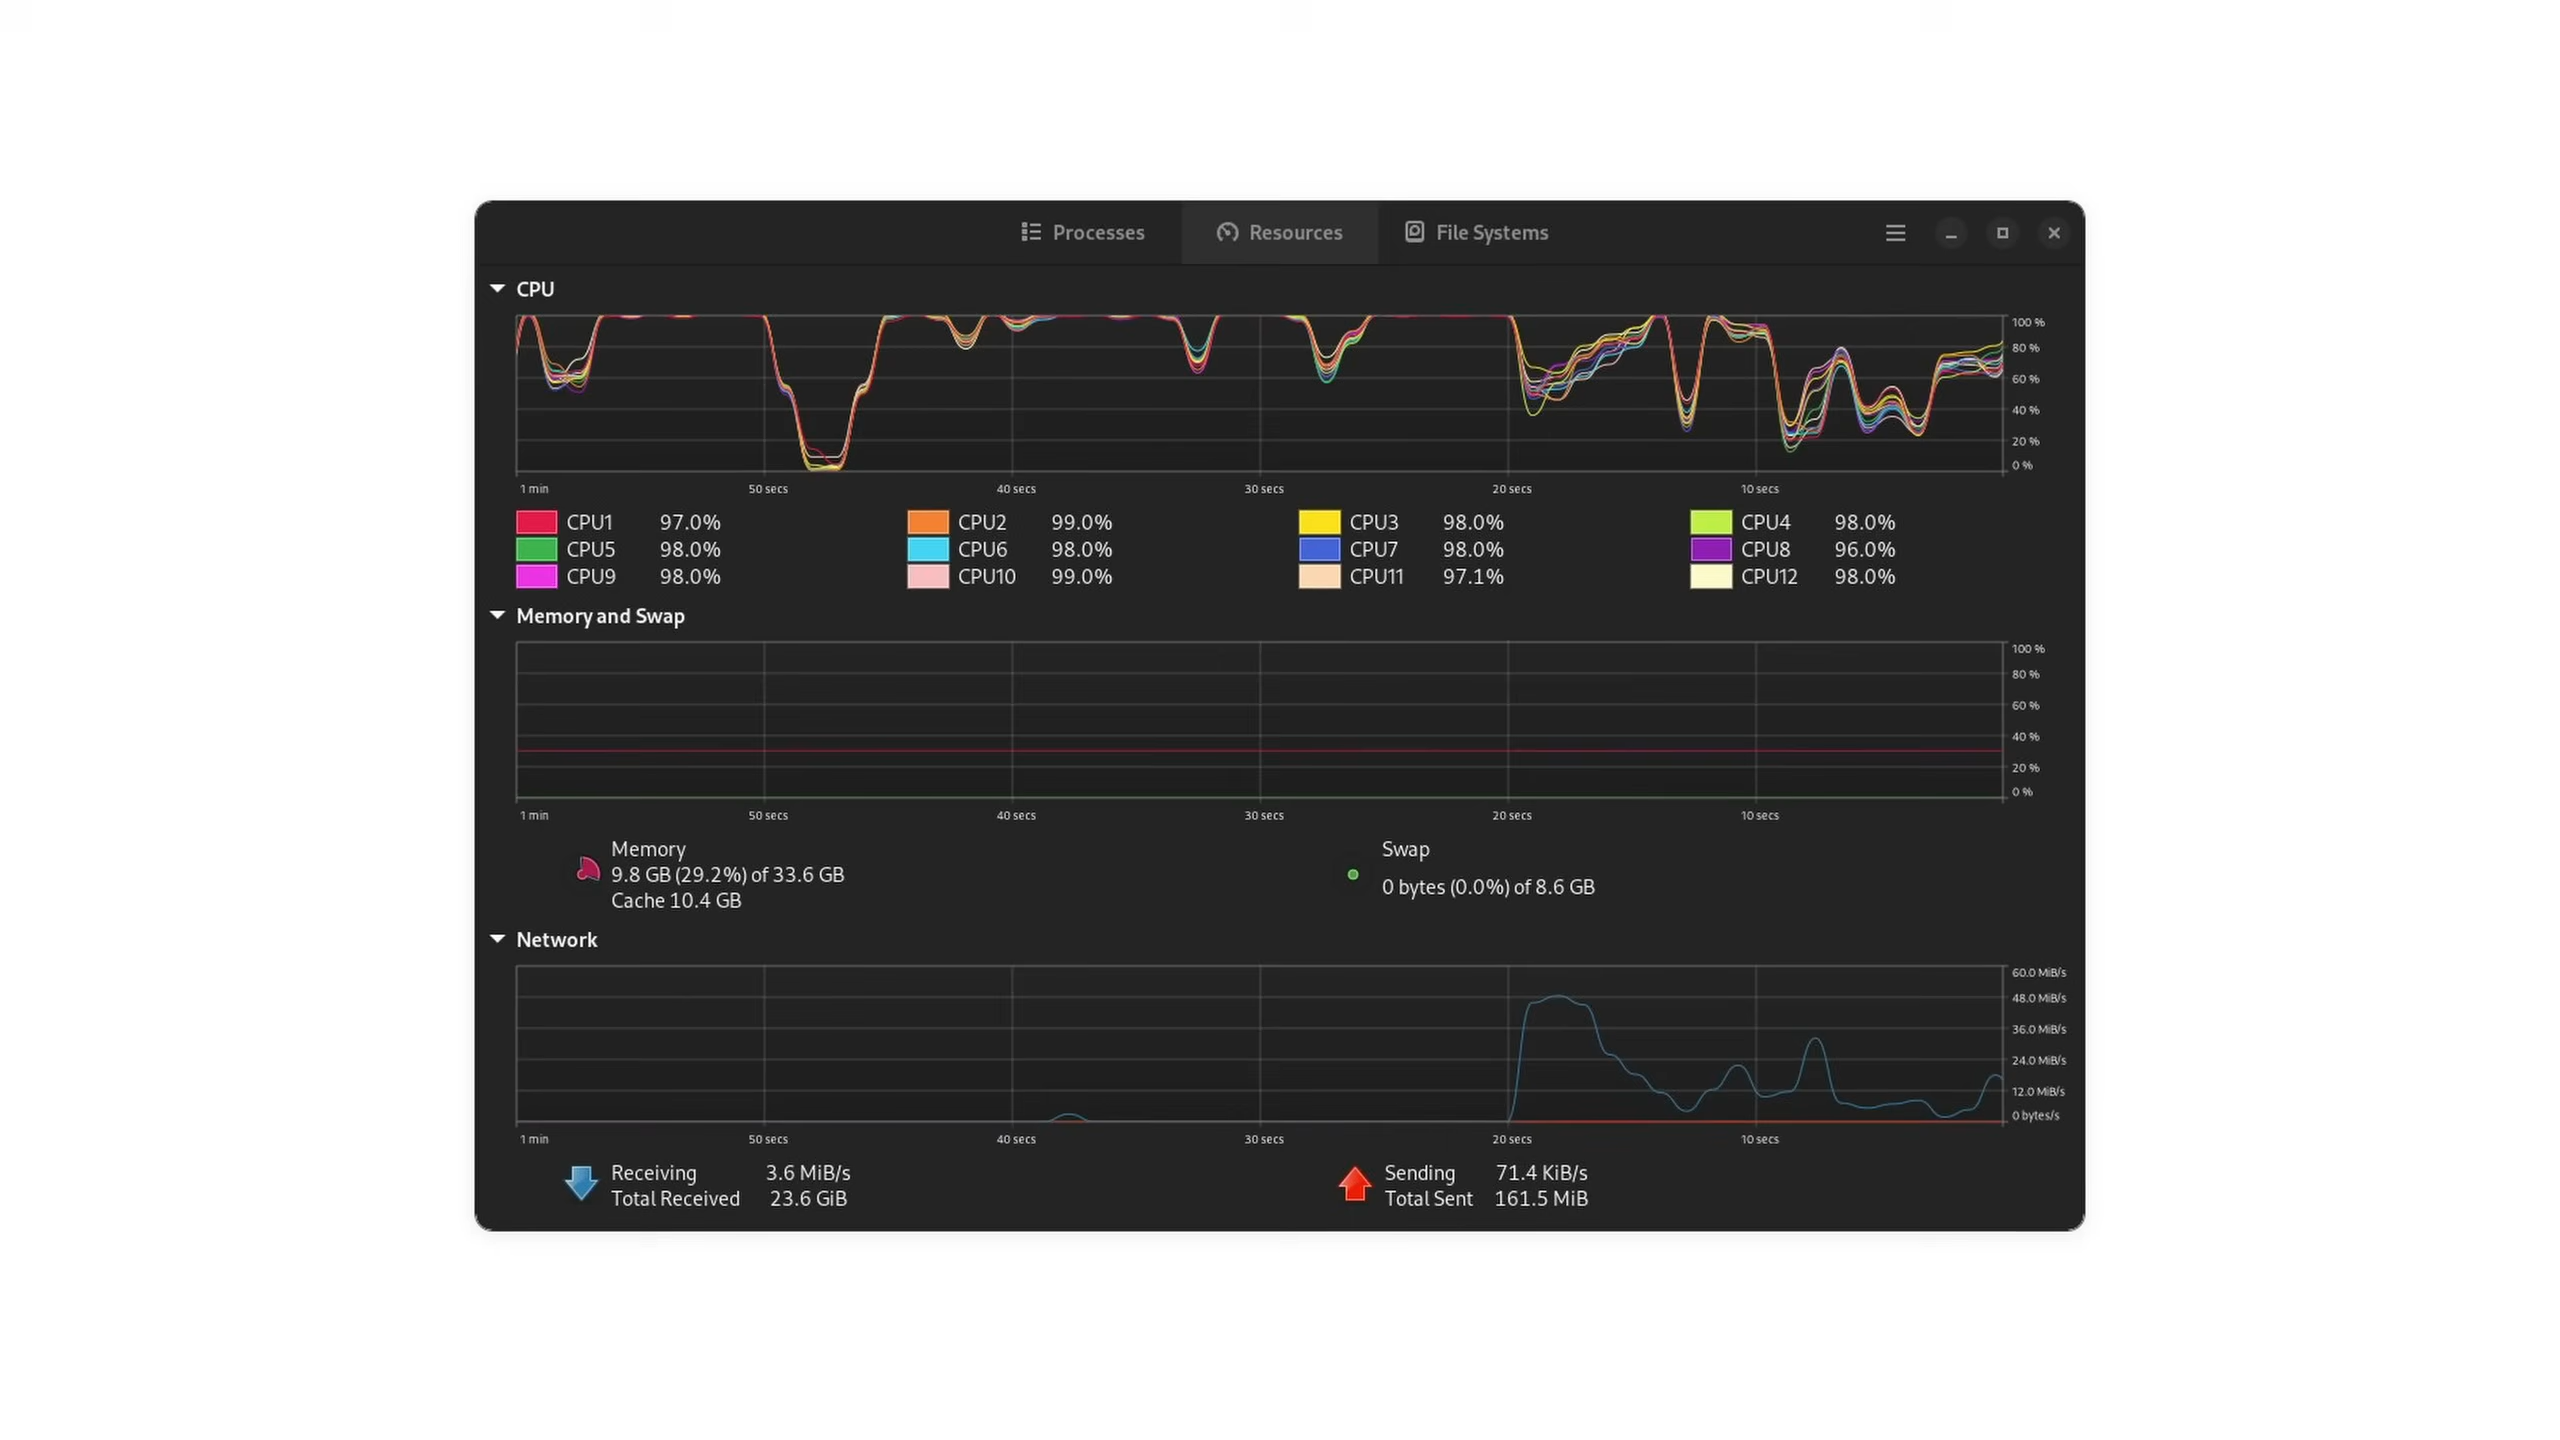 Processes Resources File Systems
CPU
100 %
80 %
60 %
40 %
20 %
0 %
1 min 50 secs 40 secs 30 secs 20 secs 10 secs
CPU1 97.0% CPU2 99.0% CPU3 98.0% CPU4 98.0%
CPU5 98.0% CPU6 98.0% CPU7 98.0% CPU8 96.0%
CPU9 98.0% CPU10 99.0% CPU11 97.1% CPU12 98.0%
Memory and Swap
100 %
80 %
60 %
40 %
20 %
0 %
1 min 50 secs 40 secs 30 secs 20 secs 10 secs
Memory
9.8 GB (29.2%) of 33.6 GB
Cache 10.4 GB
Swap
0 bytes (0.0%) of 8.6 GB
Network
60.0 MiB/s
48.0 MiB/s
36.0 MiB/s
24.0 MiB/s
12.0 MiB/s
0 bytes/s
1 min 50 secs 40 secs 30 secs 20 secs 10 secs
Receiving 3.6 MiB/s
Total Received 23.6 GiB
Sending 71.4 KiB/s
Total Sent 161.5 MiB